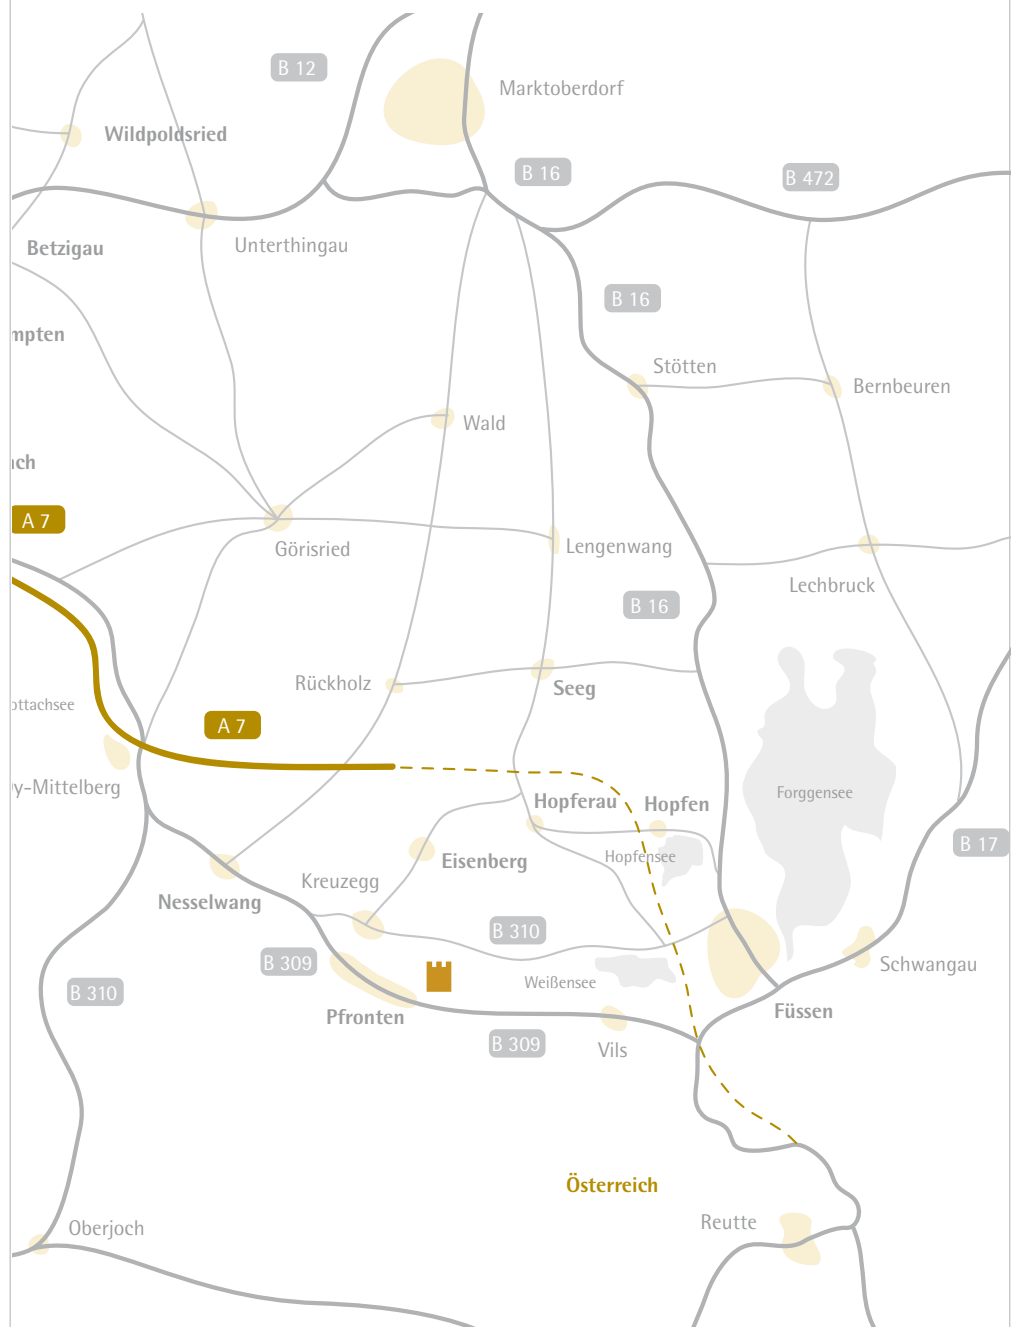 B 12
Marktoberdorf
Wildpoldsried
B 16
B 472
Unterthingau
Betzigau
B 16
mpten
Stötten
Bernbeuren
Wald
ach
A 7
Görisried
Lengenwang
Lechbruck
B 16
Rückholz
Seeg
ottachsee
A 7
Oy-Mittelberg
Forggensee
Hopferau
Hopfen
B 17
Hopfensee
Eisenberg
Kreuzegg
Nesselwang
B 310
B 309
Schwangau
Weißensee
B 310
Pfronten
Füssen
B 309
Vils
Österreich
Reutte
Oberjoch